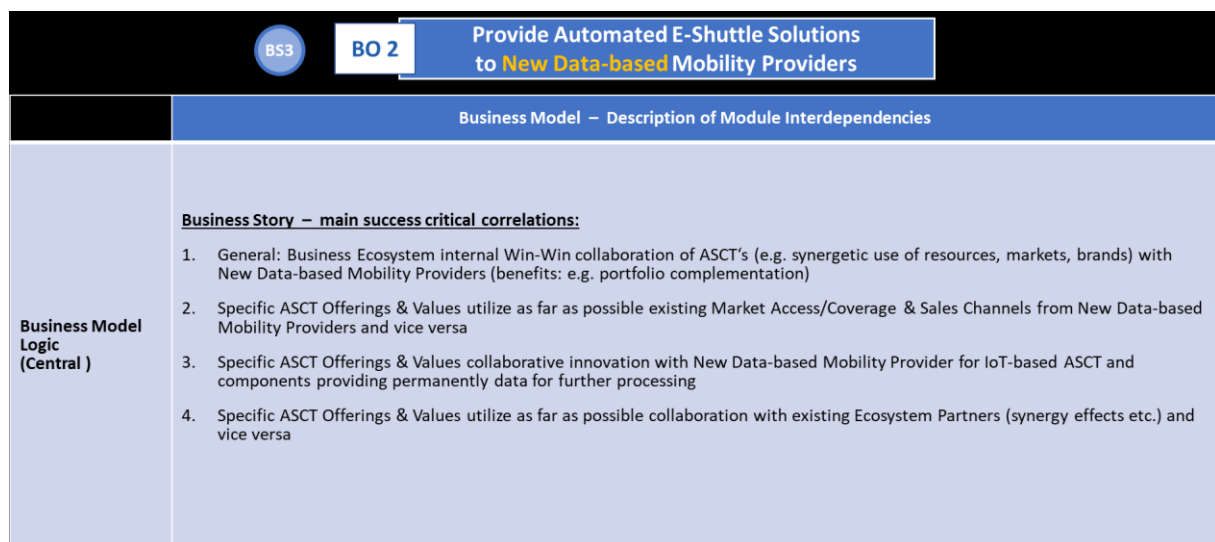 BS3
BO 2
Provide Automated E-Shuttle Solutions
to New Data-based Mobility Providers
Business Model – Description of Module Interdependencies
Business Model
Logic
(Central )
Business Story – main success critical correlations:
1. General: Business Ecosystem internal Win-Win collaboration of ASCT‘s (e.g. synergetic use of resources, markets, brands) with
New Data-based Mobility Providers (benefits: e.g. portfolio complementation)
2. Specific ASCT Offerings & Values utilize as far as possible existing Market Access/Coverage & Sales Channels from New Data-based
Mobility Providers and vice versa
3. Specific ASCT Offerings & Values collaborative innovation with New Data-based Mobility Provider for IoT-based ASCT and
components providing permanently data for further processing
4. Specific ASCT Offerings & Values utilize as far as possible collaboration with existing Ecosystem Partners (synergy effects etc.) and
vice versa